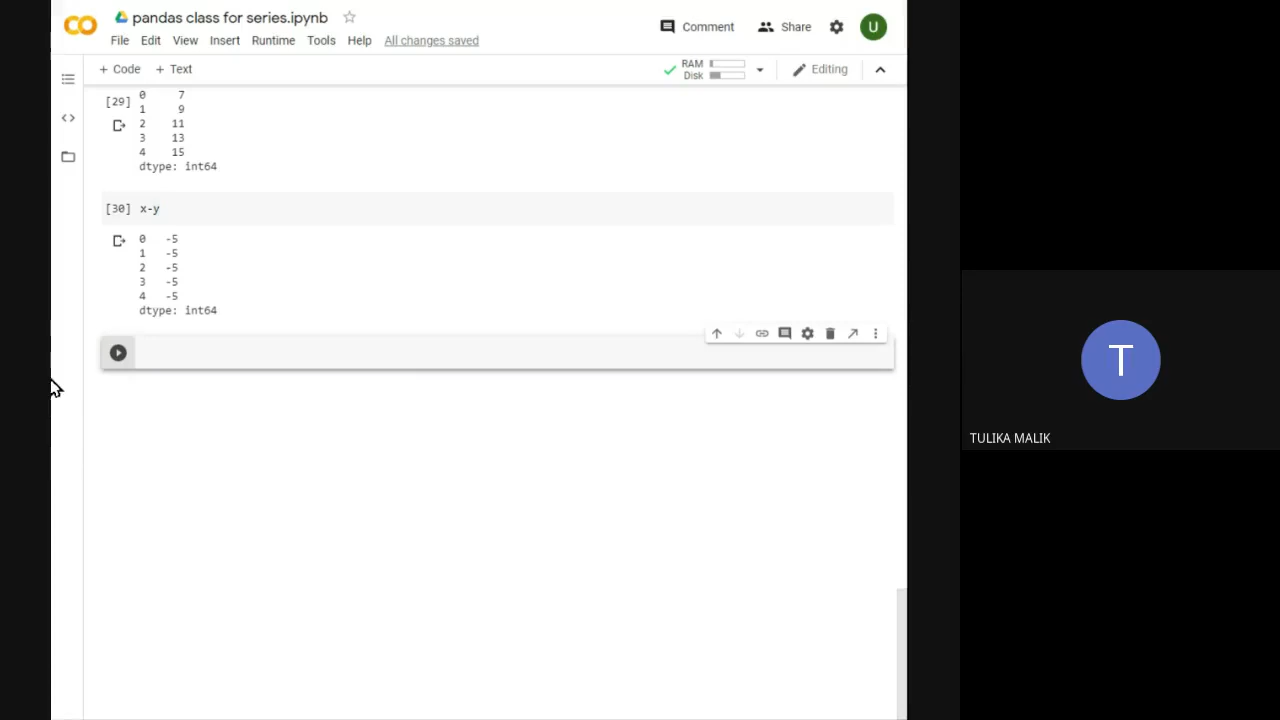 pandas class for series.ipynb
Comment
Share
U
File Edit View Insert Runtime Tools Help All changes saved
+ Code + Text
RAM
Disk
Editing
[29]
0 7
1 9
2 11
3 13
4 15
dtype: int64
[30] x-y
0 -5
1 -5
2 -5
3 -5
4 -5
dtype: int64
T
TULIKA MALIK